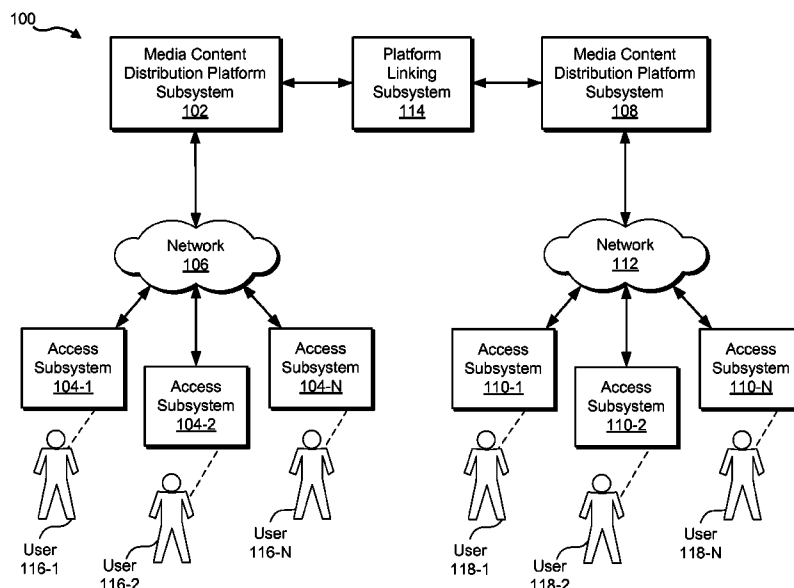 100
Media Content
Distribution Platform
Subsystem
102
Platform
Linking
Subsystem
114
Media Content
Distribution Platform
Subsystem
108
Network
106
Network
112
Access
Subsystem
104-1
Access
Subsystem
104-2
Access
Subsystem
104-N
Access
Subsystem
110-1
Access
Subsystem
110-2
Access
Subsystem
110-N
User
116-1
User
116-2
User
116-N
User
118-1
User
118-2
User
118-N